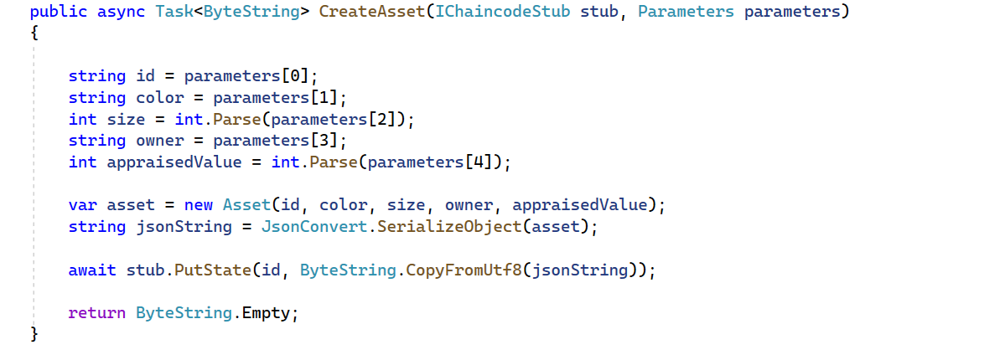 public async Task<ByteString> CreateAsset(IChaincodeStub stub, Parameters parameters)
{
string id = parameters[0];
string color = parameters[1];
int size = int.Parse(parameters[2]);
string owner = parameters[3];
int appraisedValue = int.Parse(parameters[4]);
var asset = new Asset(id, color, size, owner, appraisedValue);
string jsonString = JsonConvert.SerializeObject(asset);
await stub.PutState(id, ByteString.CopyFromUtf8(jsonString));
return ByteString.Empty;
}